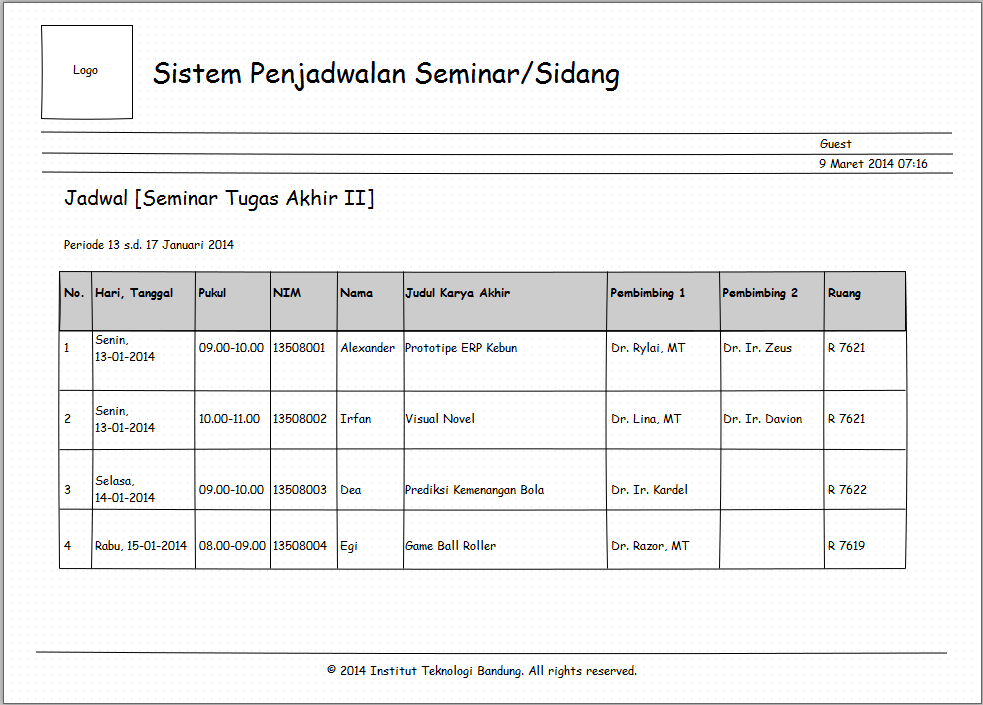 Logo
Sistem Penjadwalan Seminar/Sidang
Guest
9 Maret 2014 07:16
Jadwal [Seminar Tugas Akhir II]
Periode 13 s.d. 17 Januari 2014
No. Hari, Tanggal Pukul NIM Nama Judul Karya Akhir Pembimbing 1 Pembimbing 2 Ruang
1 Senin, 13-01-2014 09.00-10.00 13508001 Alexander Prototipe ERP Kebun Dr. Rylai, MT Dr. Ir. Zeus R 7621
2 Senin, 13-01-2014 10.00-11.00 13508002 Irfan Visual Novel Dr. Lina, MT Dr. Ir. Davion R 7621
3 Selasa, 14-01-2014 09.00-10.00 13508003 Dea Prediksi Kemenangan Bola Dr. Ir. Kardel R 7622
4 Rabu, 15-01-2014 08.00-09.00 13508004 Egi Game Ball Roller Dr. Razor, MT R 7619
© 2014 Institut Teknologi Bandung. All rights reserved.